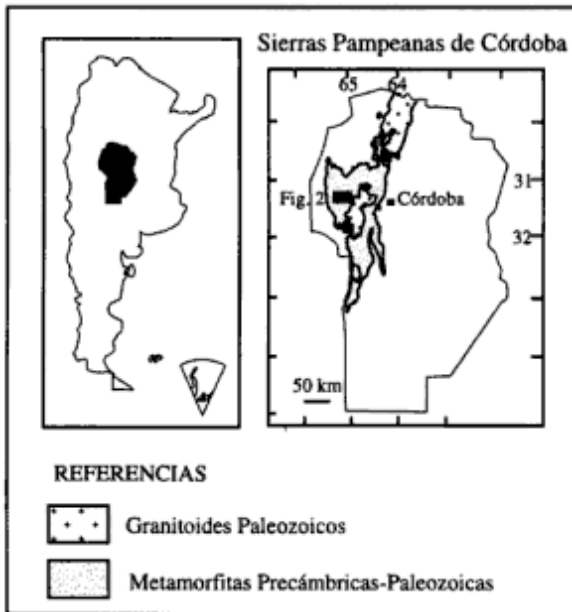 Sierras Pampeanas de Córdoba
65 64
31
Fig. 2 Córdoba
32
50 km
REFERENCIAS
Granitoides Paleozoicos
Metamorfitas Precámbricas-Paleozoicas